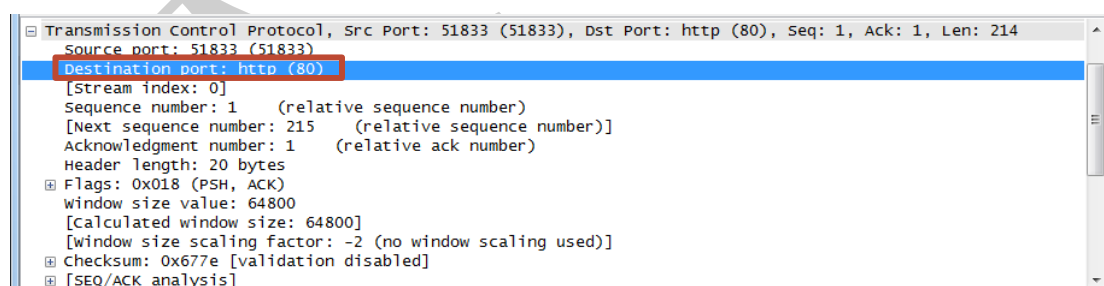 Transmission Control Protocol, Src Port: 51833 (51833), Dst Port: http (80), Seq: 1, Ack: 1, Len: 214
Source port: 51833 (51833)
Destination port: http (80)
[Stream index: 0]
Sequence number: 1    (relative sequence number)
[Next sequence number: 215    (relative sequence number)]
Acknowledgment number: 1    (relative ack number)
Header length: 20 bytes
Flags: 0x018 (PSH, ACK)
Window size value: 64800
[Calculated window size: 64800]
[Window size scaling factor: -2 (no window scaling used)]
Checksum: 0x677e [validation disabled]
[SEQ/ACK analysis]